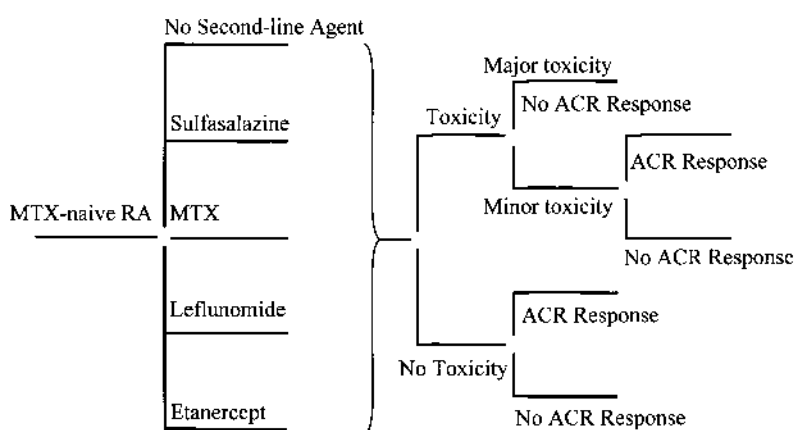 No Second-line Agent
Sulfasalazine
MTX-naive RA
MTX
Leflunomide
Etanercept
Toxicity
Major toxicity
No ACR Response
Minor toxicity
ACR Response
No ACR Response
No Toxicity
ACR Response
No ACR Response